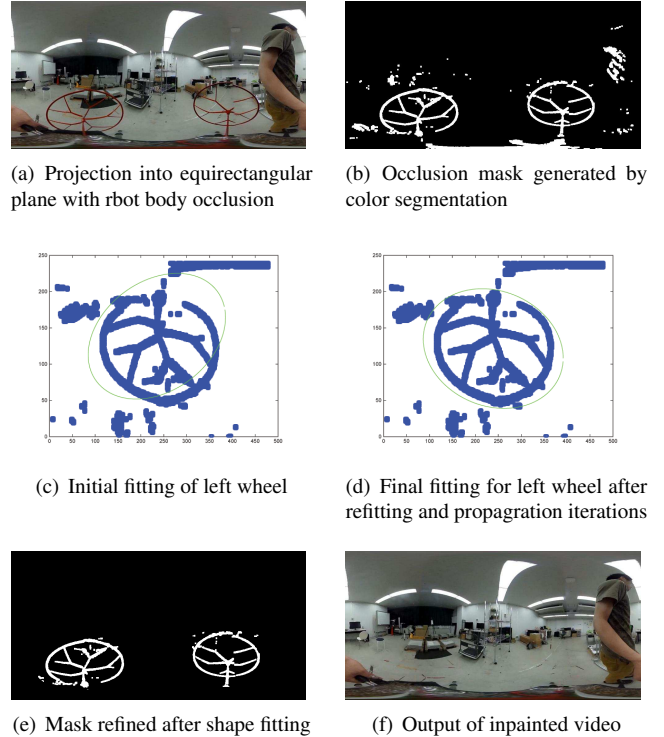 (a) Projection into equirectangular
plane with rbot body occlusion
(b) Occlusion mask generated by
color segmentation
250
200
150
100
50
0
0 50 100 150 200 250 300 350 400 450 500
250
200
150
100
50
0
0 50 100 150 200 250 300 350 400 450 500
(c) Initial fitting of left wheel
(d) Final fitting for left wheel after
refitting and propagration iterations
(e) Mask refined after shape fitting
(f) Output of inpainted video